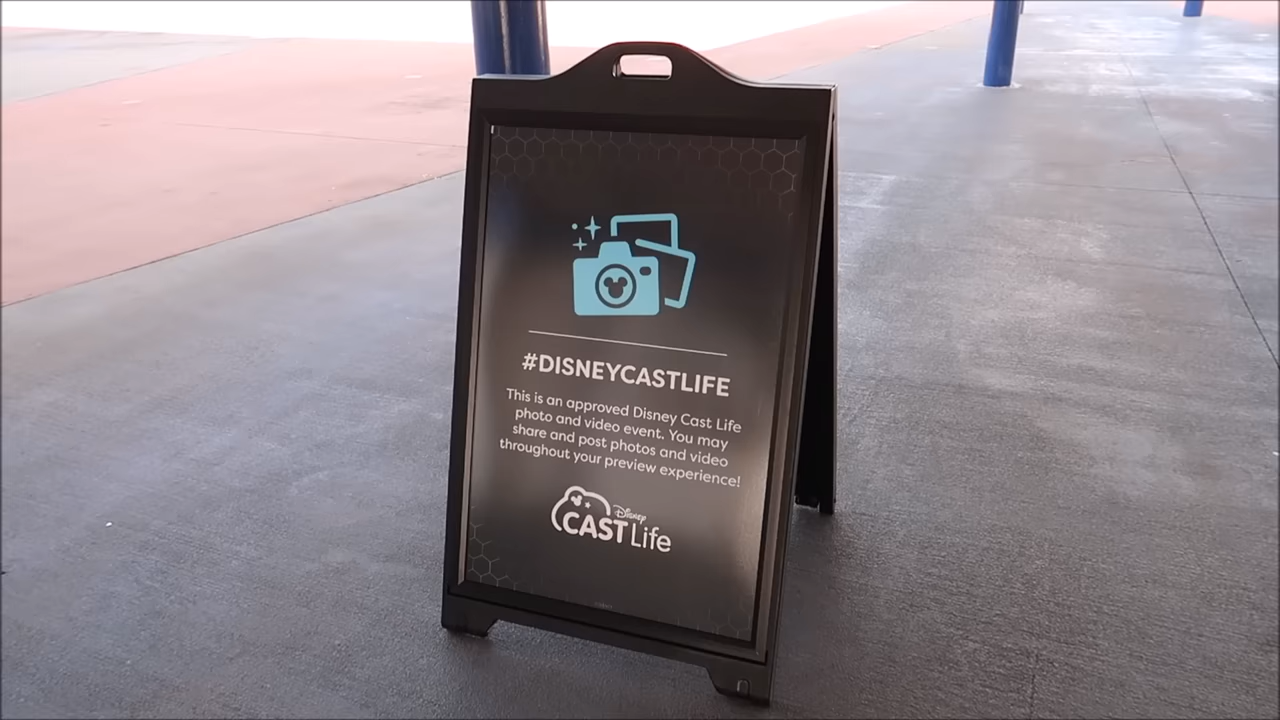 #DISNEYCASTLIFE
This is an approved Disney Cast Life
photo and video event. You may
share and post photos and video
throughout your preview experience!
Disney
CAST Life